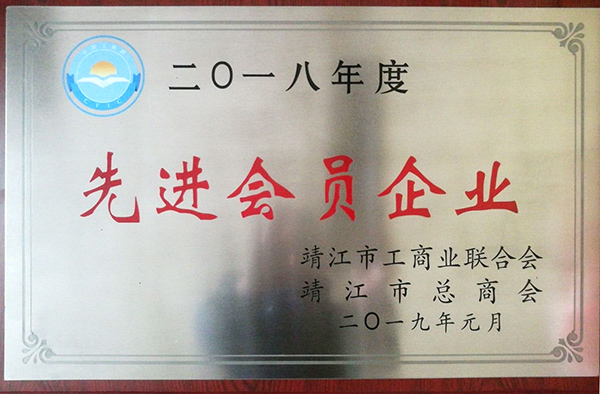 二〇一八年度
先进会员企业
靖江市工商业联合会
靖江市总商会
二〇一九年元月